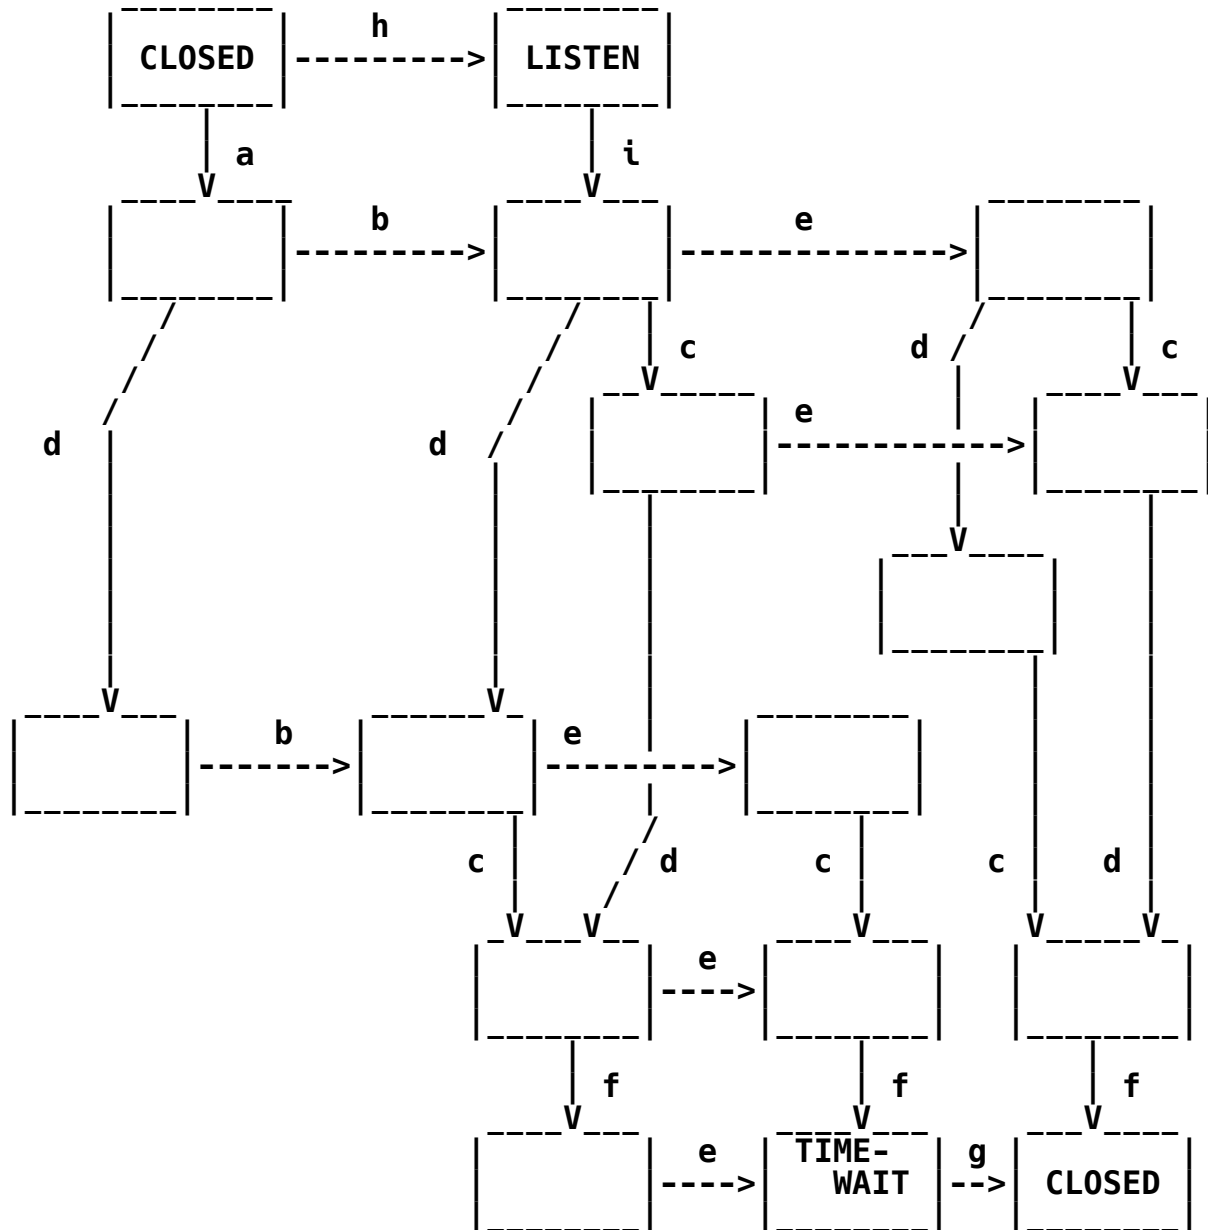 h
CLOSED LISTEN
a i
b e
d c
c
e
d d
b e
c d c c d
e
f f f
TIME-
e g
WAIT CLOSED